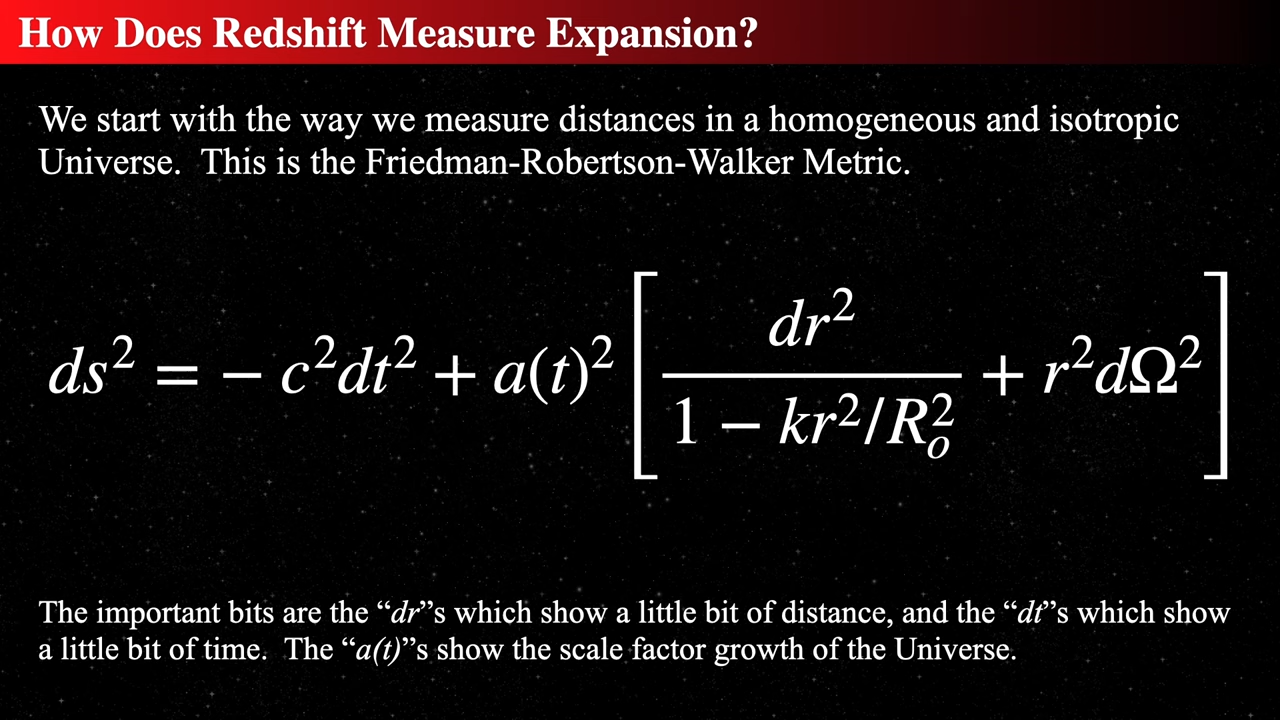 How Does Redshift Measure Expansion?
We start with the way we measure distances in a homogeneous and isotropic
Universe.  This is the Friedman-Robertson-Walker Metric.
ds² = − c²dt² + a(t)² [ dr² / (1 − kr²/R₀²) + r²dΩ² ]
The important bits are the “dr”s which show a little bit of distance, and the “dt”s which show
a little bit of time.  The “a(t)”s show the scale factor growth of the Universe.